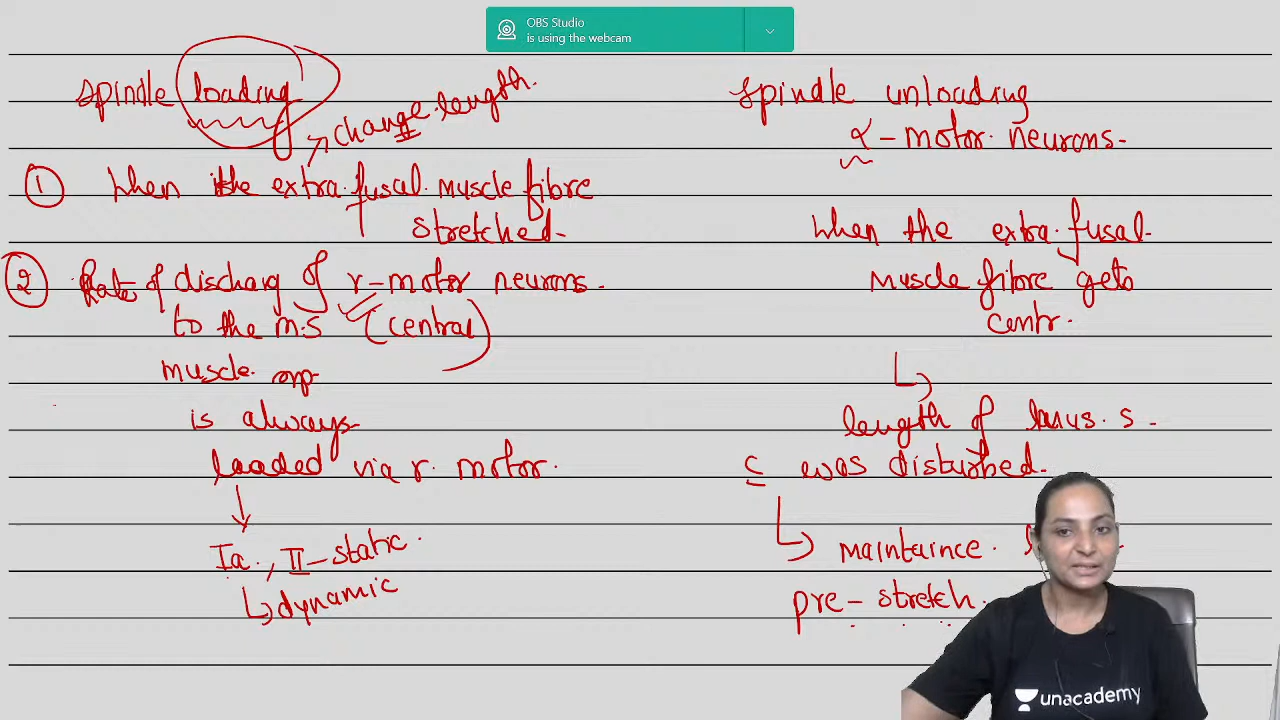 OBS Studio
is using the webcam
spindle loading
change length.
① when the extra.fusal.muscle fibre
stretched.
② Rate of discharg of r-motor neurons.
to the m.s (central)
muscle
is always
loaded via r. motor.
Ia., II-static.
dynamic
spindle unloading
α-motor neurons.
when the extra.fusal.
muscle fibre gets
contr.
length of s.
c was disturbed.
maintaince.
pre-stretch.
unacademy